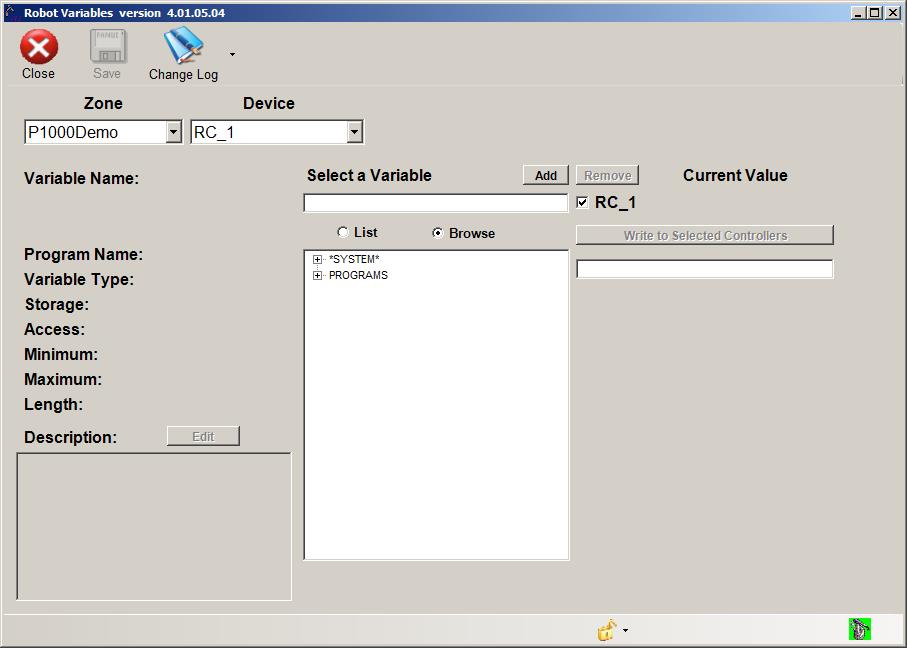 Robot Variables version 4.01.05.04
FANUC
Close Save Change Log
Zone Device
P1000Demo RC_1
Variable Name: Select a Variable Add Remove Current Value
RC_1
List Browse Write to Selected Controllers
Program Name: *SYSTEM*
Variable Type: PROGRAMS
Storage:
Access:
Minimum:
Maximum:
Length:
Description: Edit